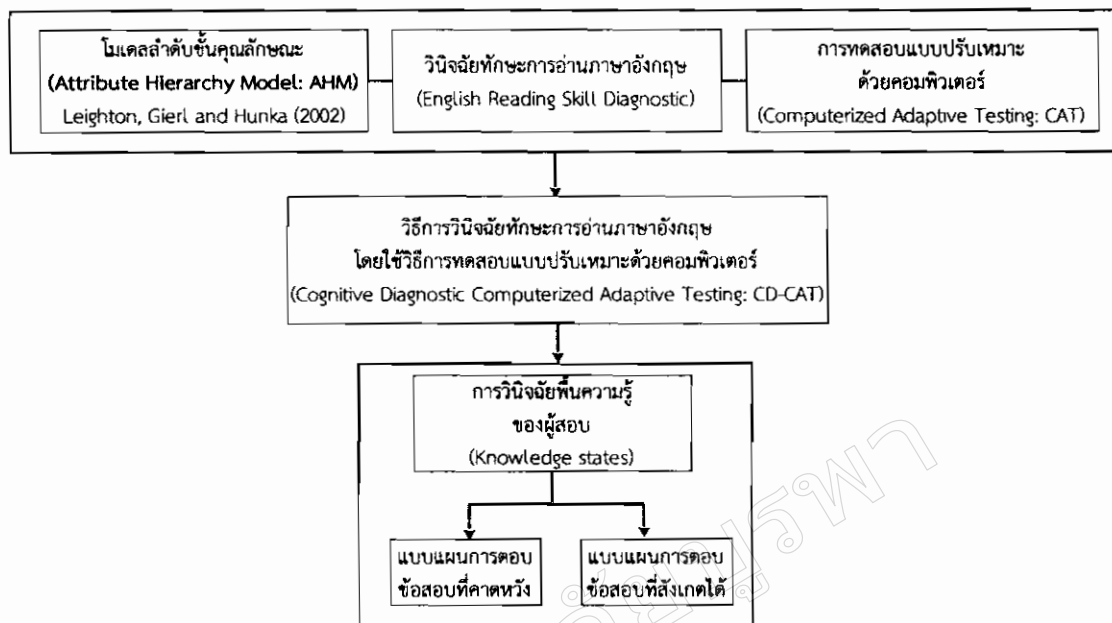 โมเดลลำดับชั้นคุณลักษณะ
(Attribute Hierarchy Model: AHM)
Leighton, Gierl and Hunka (2002)
วินิจฉัยทักษะการอ่านภาษาอังกฤษ
(English Reading Skill Diagnostic)
การทดสอบแบบปรับเหมาะ
ด้วยคอมพิวเตอร์
(Computerized Adaptive Testing: CAT)
วิธีการวินิจฉัยทักษะการอ่านภาษาอังกฤษ
โดยใช้วิธีการทดสอบแบบปรับเหมาะด้วยคอมพิวเตอร์
(Cognitive Diagnostic Computerized Adaptive Testing: CD-CAT)
การวินิจฉัยพื้นความรู้
ของผู้สอบ
(Knowledge states)
แบบแผนการตอบ
ข้อสอบที่คาดหวัง
แบบแผนการตอบ
ข้อสอบที่สังเกตได้